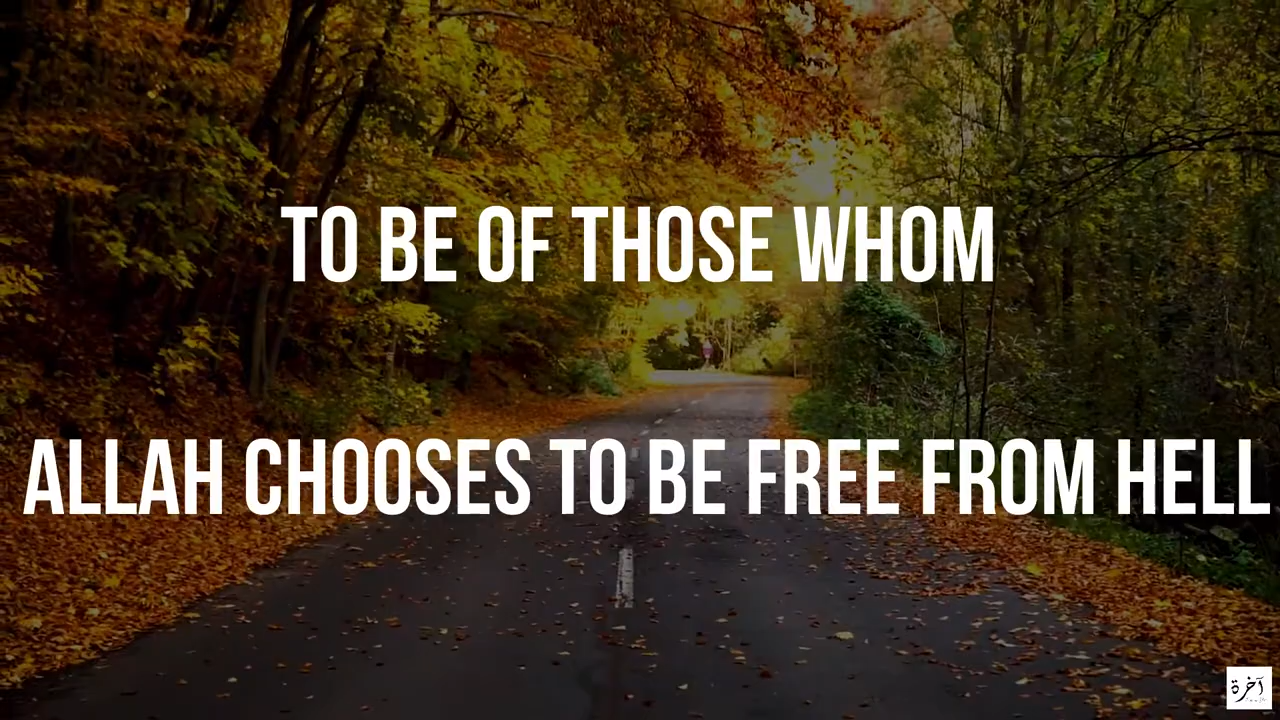 TO BE OF THOSE WHOM
ALLAH CHOOSES TO BE FREE FROM HELL
آخرة